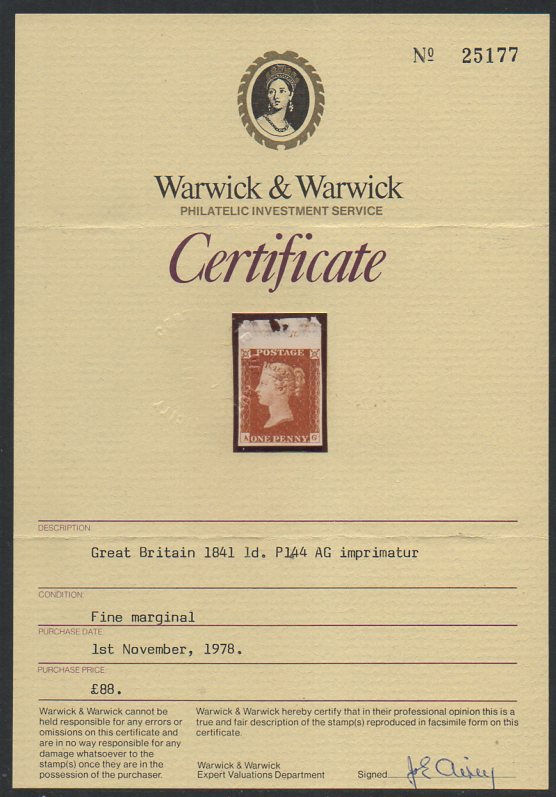 Nº 25177
Warwick & Warwick
PHILATELIC INVESTMENT SERVICE
Certificate
POSTAGE
A ONE PENNY G
DESCRIPTION:
Great Britain 1841 1d. P144 AG imprimatur
CONDITION:
Fine marginal
PURCHASE DATE:
1st November, 1978.
PURCHASE PRICE:
£88.
Warwick & Warwick cannot be
held responsible for any errors or
omissions on this certificate and
are in no way responsible for any
damage whatsoever to the
stamp(s) once they are in the
possession of the purchaser.
Warwick & Warwick hereby certify that in their professional opinion this is a
true and fair description of the stamp(s) reproduced in facsimile form on this
certificate.
Warwick & Warwick
Expert Valuations Department
Signed